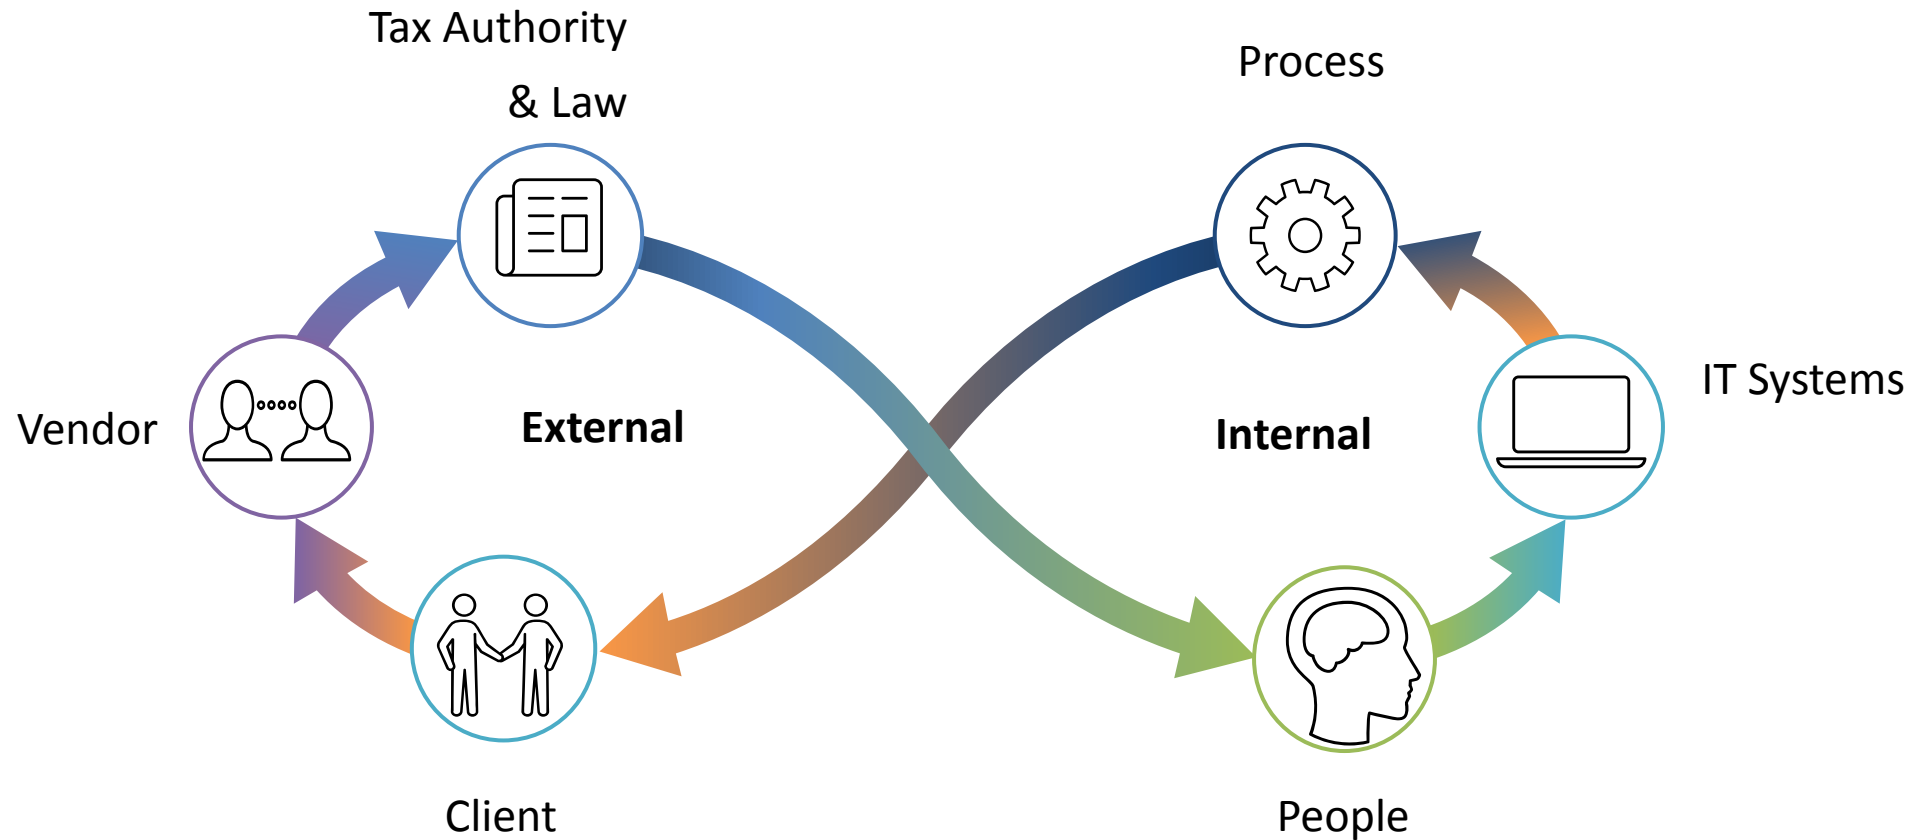 Tax Authority
& Law
Process
Vendor
External
Internal
IT Systems
Client
People